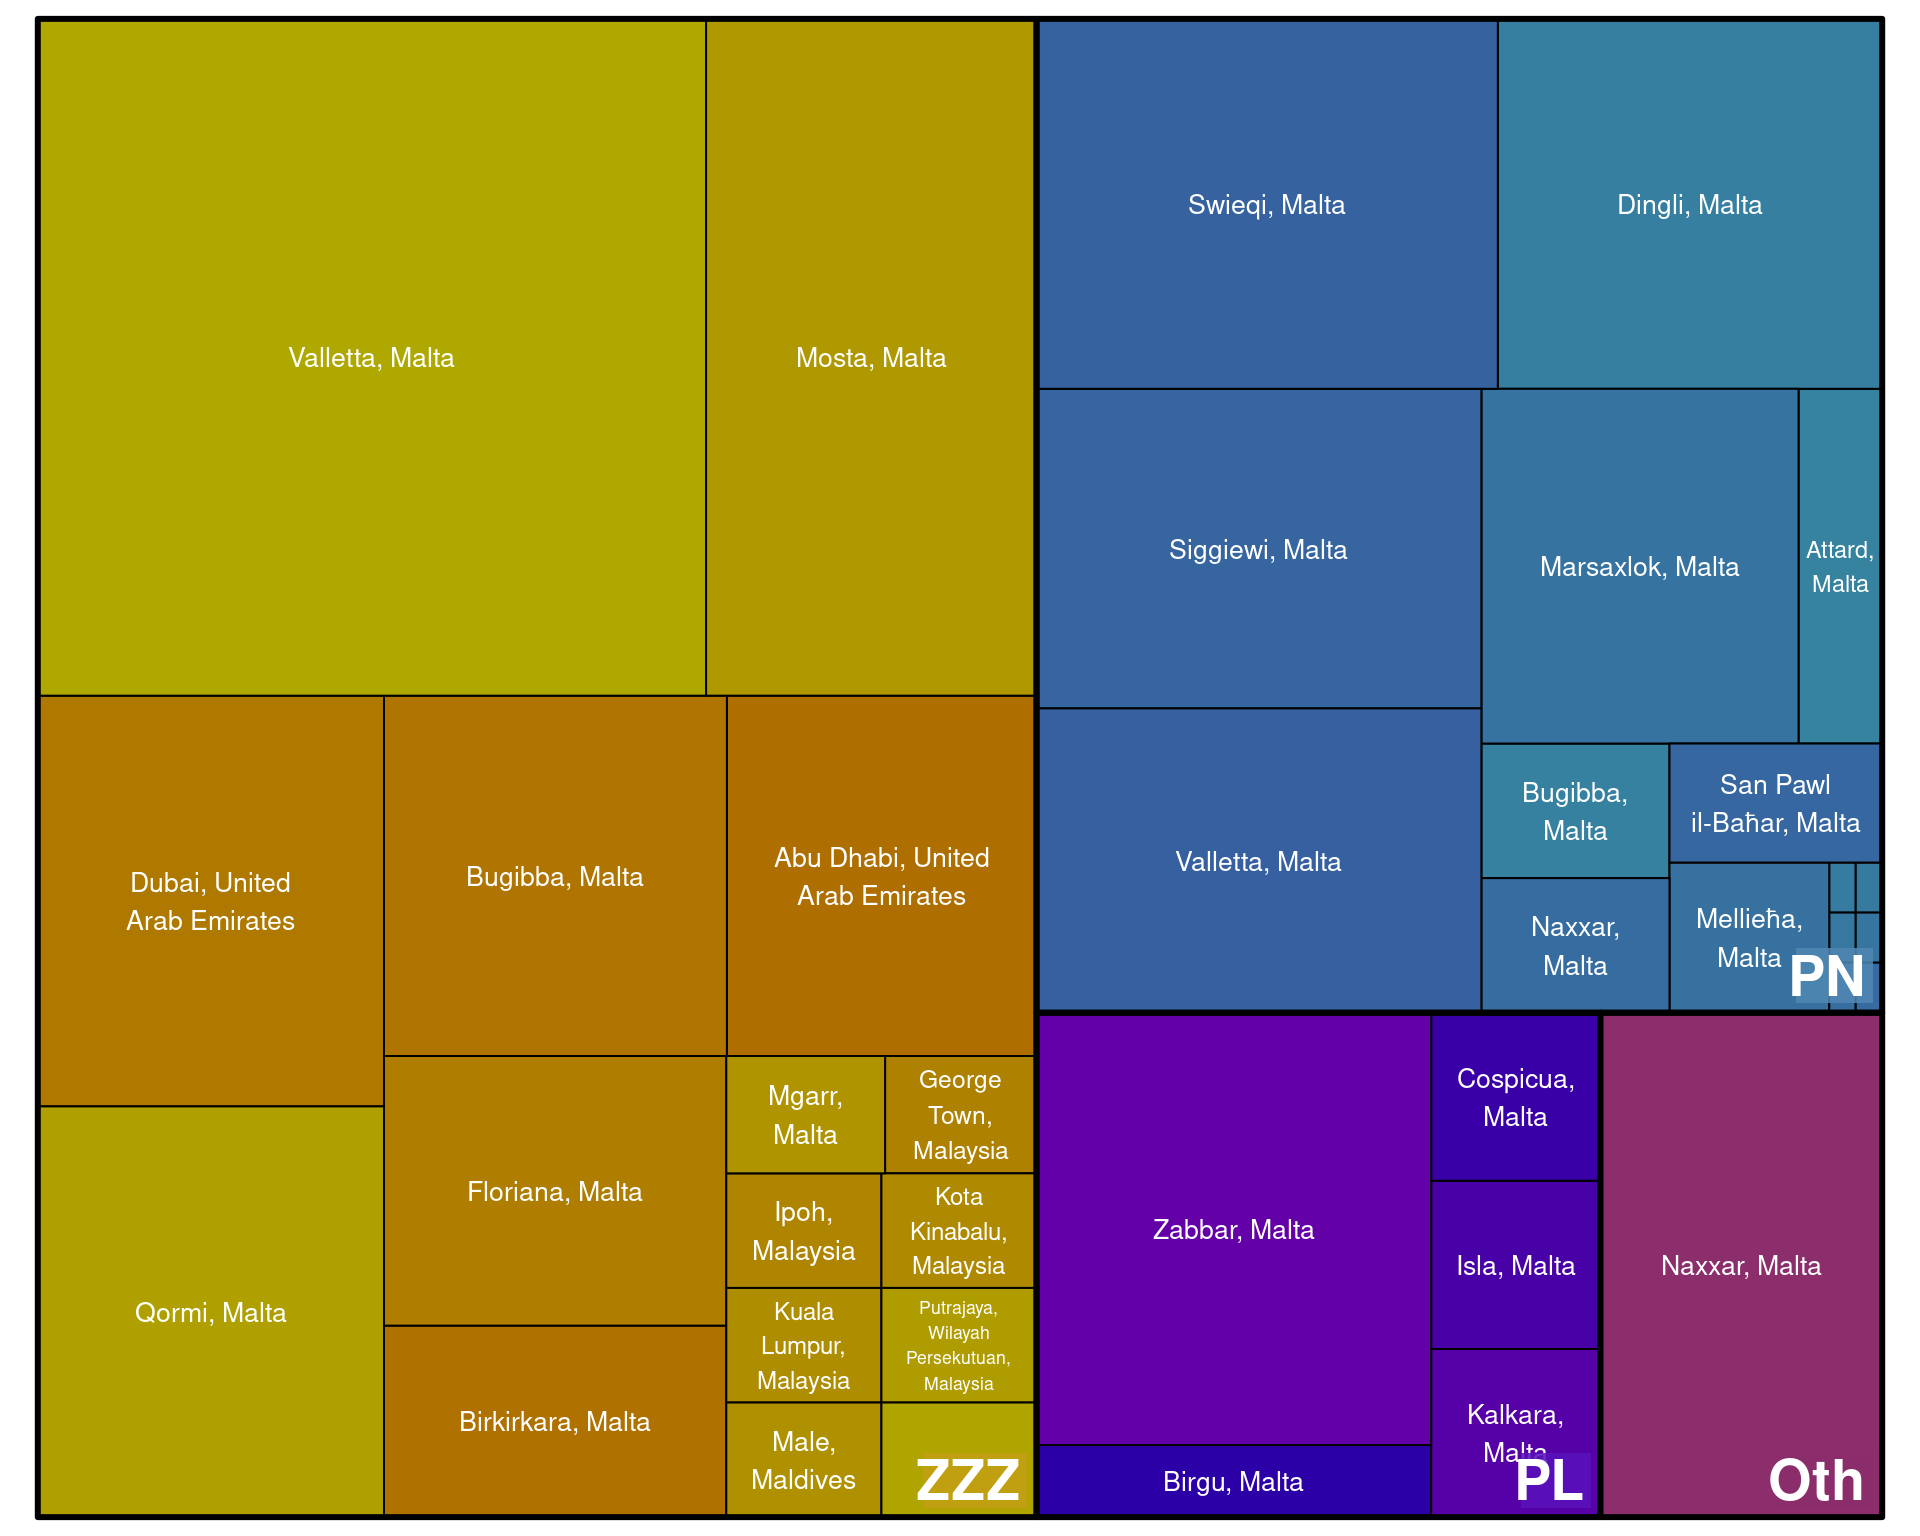 Valletta, Malta
Mosta, Malta
Dubai, United
Arab Emirates
Bugibba, Malta
Abu Dhabi, United
Arab Emirates
Qormi, Malta
Floriana, Malta
Birkirkara, Malta
Mgarr,
Malta
George
Town,
Malaysia
Ipoh,
Malaysia
Kota
Kinabalu,
Malaysia
Kuala
Lumpur,
Malaysia
Putrajaya,
Wilayah
Persekutuan,
Malaysia
Male,
Maldives
ZZZ
Swieqi, Malta
Dingli, Malta
Siggiewi, Malta
Marsaxlok, Malta
Attard,
Malta
Valletta, Malta
Bugibba,
Malta
San Pawl
il-Baħar, Malta
Naxxar,
Malta
Mellieħa,
Malta
PN
Zabbar, Malta
Cospicua,
Malta
Isla, Malta
Kalkara,
Malta
Birgu, Malta
PL
Naxxar, Malta
Oth